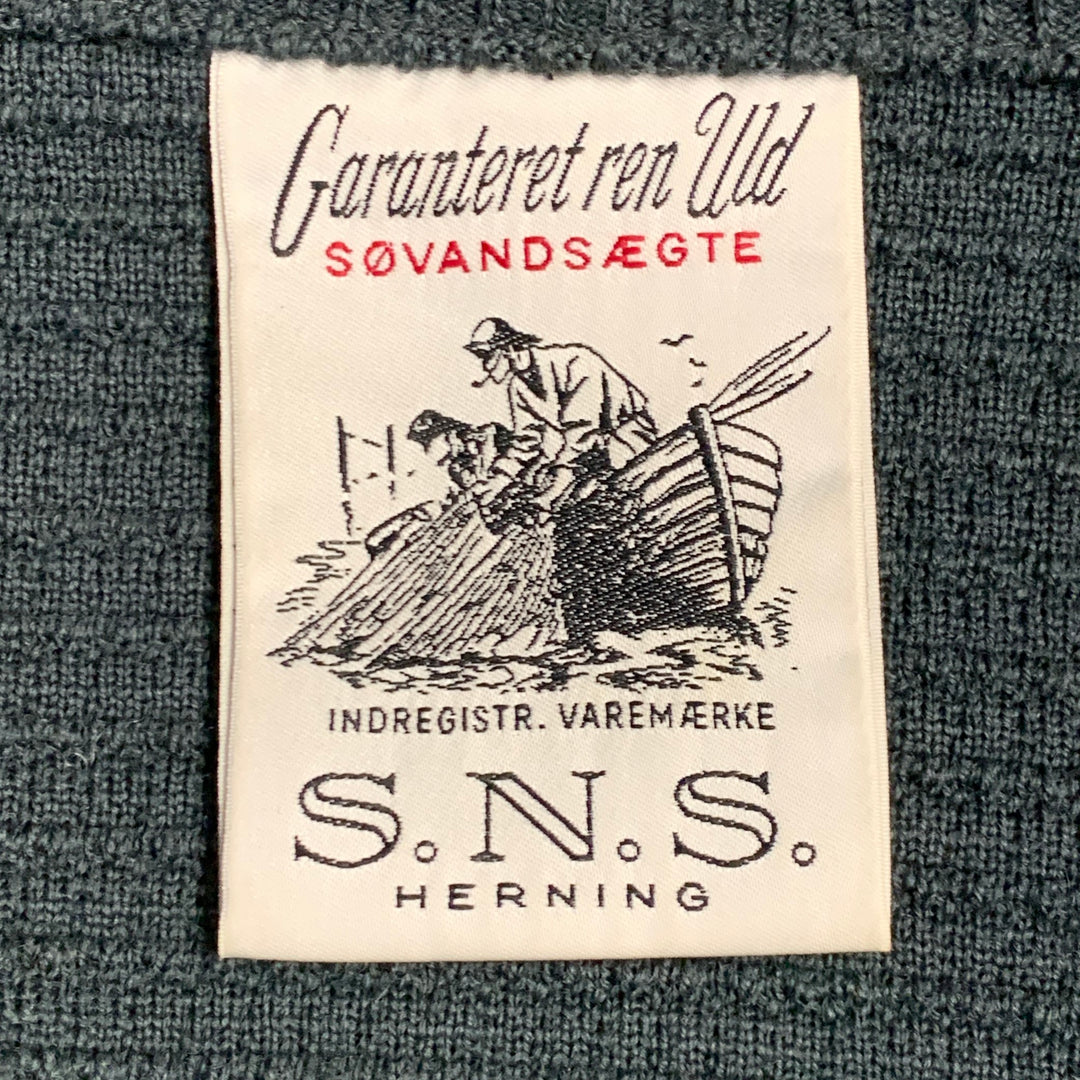 Garanteret ren Uld
SØVANDSÆGTE
INDREGISTR. VAREMÆRKE
S.N.S.
HERNING